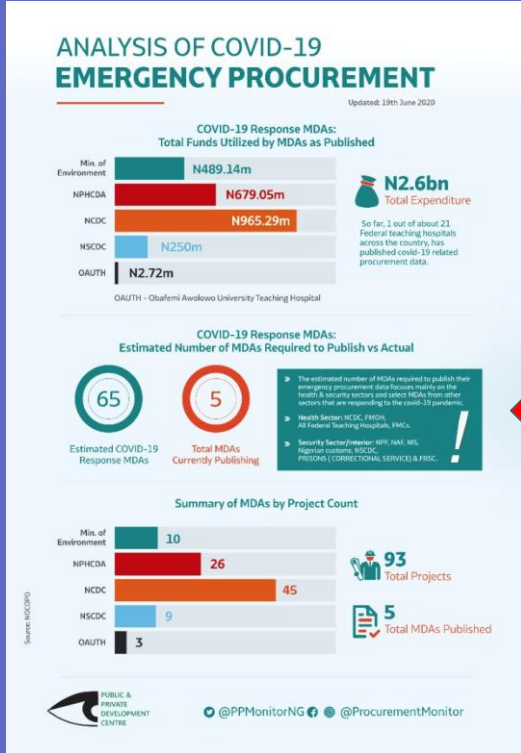 ANALYSIS OF COVID-19
EMERGENCY PROCUREMENT
Updated: 19th June 2020
COVID-19 Response MDAs:
Total Funds Utilized by MDAs as Published
Min. of
Environment
N489.14m
NPHCDA
N679.05m
NCDC
N965.29m
NSCDC
N250m
OAUTH
N2.72m
OAUTH - Obafemi Awolowo University Teaching Hospital
N2.6bn
Total Expenditure
So far, 1 out of about 21
Federal teaching hospitals
across the country, has
published covid-19 related
procurement data.
COVID-19 Response MDAs:
Estimated Number of MDAs Required to Publish vs Actual
65
Estimated COVID-19
Response MDAs
5
Total MDAs
Currently Publishing
» The estimated number of MDAs required to publish their
emergency procurement data focuses mainly on the
health & security sectors and select MDAs from other
sectors that are responding to the covid-19 pandemic.
» Health Sector: NCDC, FMOH,
All Federal Teaching Hospitals, FMCs.
» Security Sector/Interior: NPF, NAF, NIS,
Nigerian customs, NSCDC,
PRISONS ( CORRECTIONAL SERVICE) & FRSC.
!
Summary of MDAs by Project Count
Min. of
Environment
10
NPHCDA
26
NCDC
45
NSCDC
9
OAUTH
3
93
Total Projects
5
Total MDAs Published
Source: NOCOPO
PUBLIC &
PRIVATE
DEVELOPMENT
CENTRE
@PPMonitorNG
@ProcurementMonitor